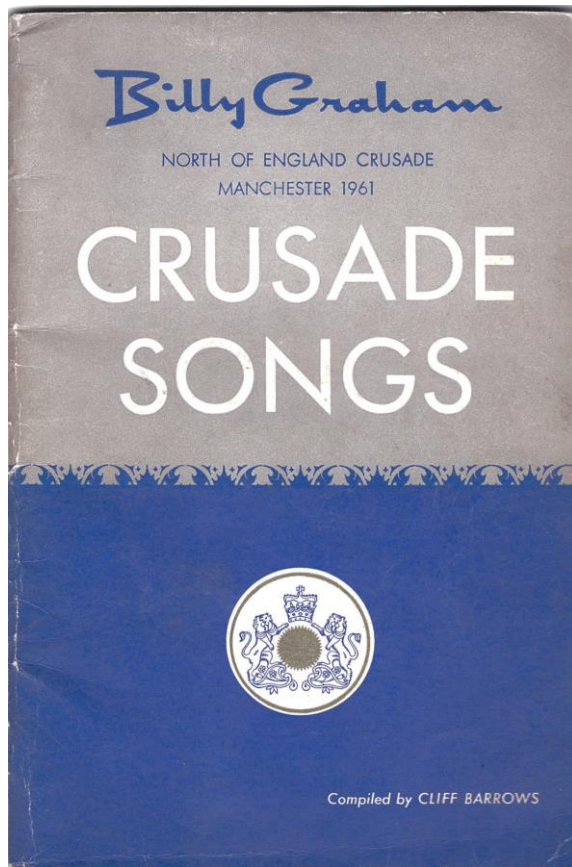 Billy Graham
NORTH OF ENGLAND CRUSADE
MANCHESTER 1961
CRUSADE
SONGS
Compiled by CLIFF BARROWS